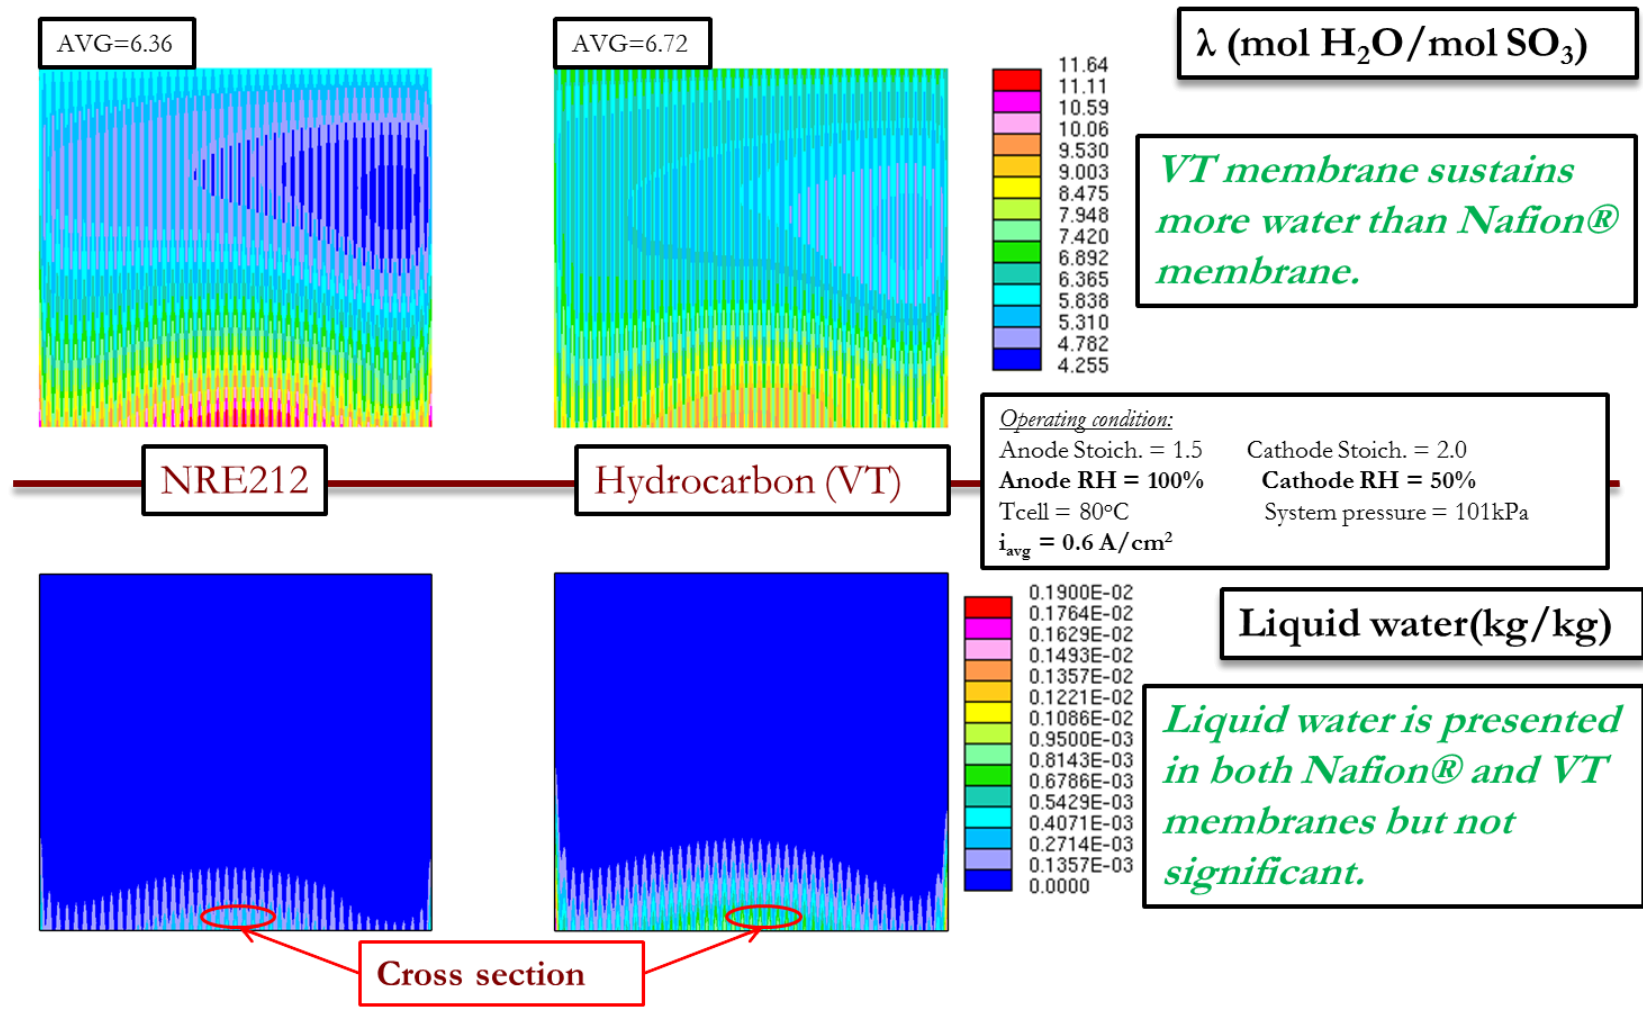 AVG=6.36
AVG=6.72
λ (mol H₂O/mol SO₃)
11.64
11.11
10.59
10.06
9.530
9.003
8.475
7.948
7.420
6.892
6.365
5.838
5.310
4.782
4.255
VT membrane sustains
more water than Nafion®
membrane.
NRE212
Hydrocarbon (VT)
Operating condition:
Anode Stoich. = 1.5 Cathode Stoich. = 2.0
Anode RH = 100% Cathode RH = 50%
Tcell = 80°C System pressure = 101kPa
iavg = 0.6 A/cm²
0.1900E-02
0.1764E-02
0.1629E-02
0.1493E-02
0.1357E-02
0.1221E-02
0.1086E-02
0.9500E-03
0.8143E-03
0.6786E-03
0.5429E-03
0.4071E-03
0.2714E-03
0.1357E-03
0.0000
Liquid water(kg/kg)
Liquid water is presented
in both Nafion® and VT
membranes but not
significant.
Cross section